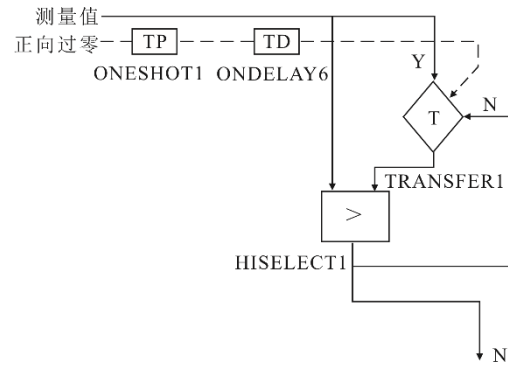 测量值
正向过零
TP
TD
ONESHOT1
ONDELAY6
Y
N
T
TRANSFER1
>
HISELECT1
N